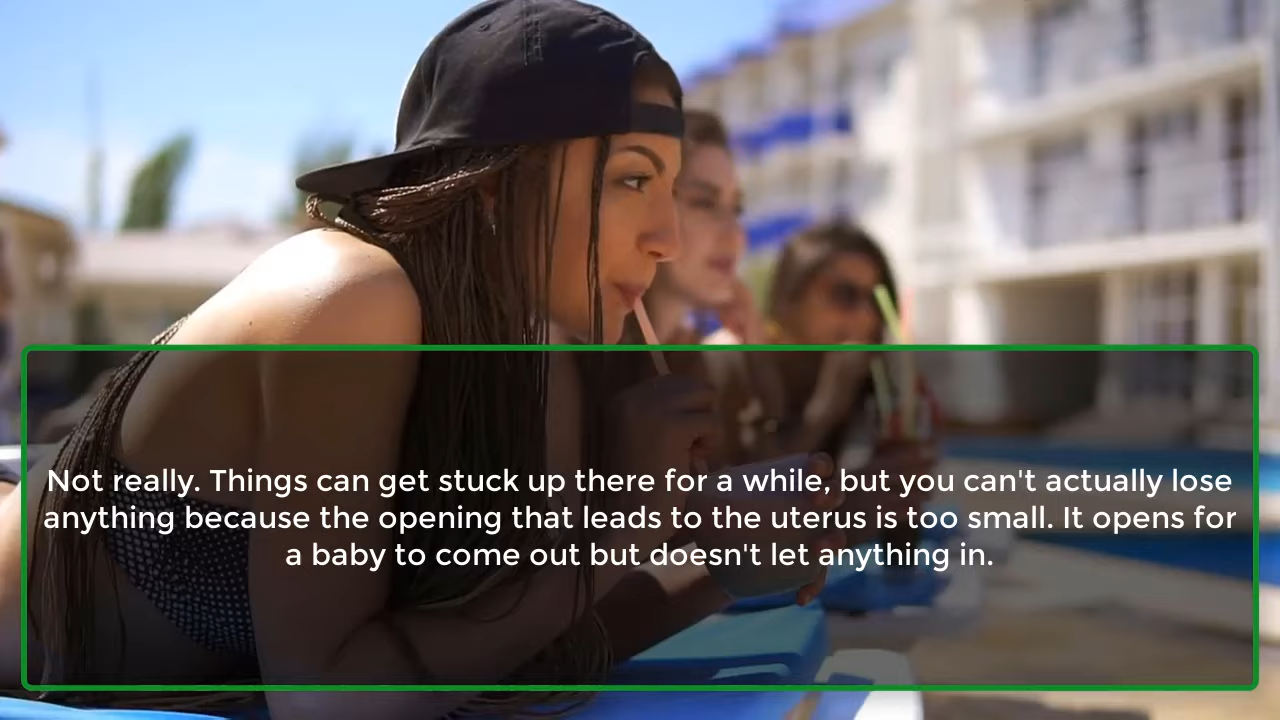 Not really. Things can get stuck up there for a while, but you can't actually lose
anything because the opening that leads to the uterus is too small. It opens for
a baby to come out but doesn't let anything in.